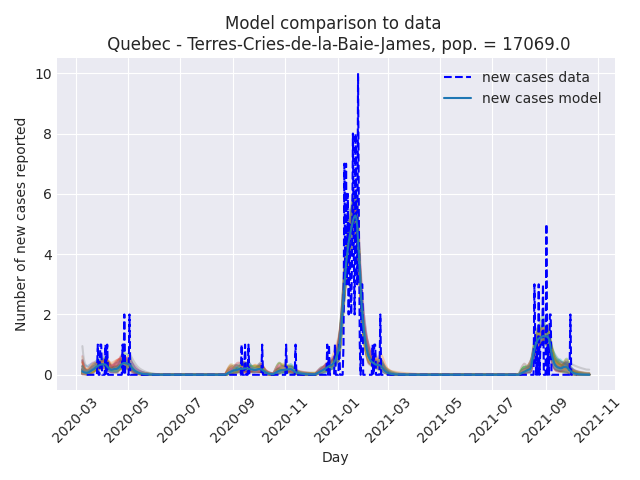 Model comparison to data
Quebec - Terres-Cries-de-la-Baie-James, pop. = 17069.0
new cases data
new cases model
Number of new cases reported
10
8
6
4
2
0
2020-03
2020-05
2020-07
2020-09
2020-11
2021-01
2021-03
2021-05
2021-07
2021-09
2021-11
Day